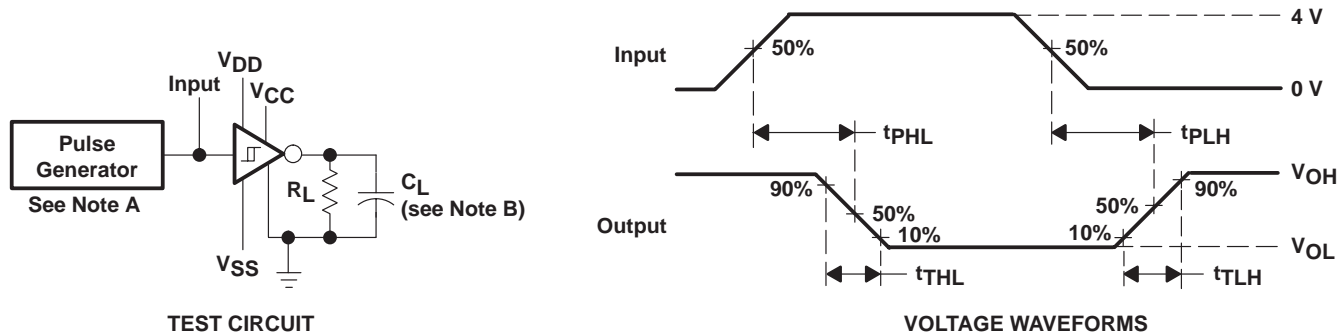 VDD
Input
VCC
Pulse
Generator
See Note A
RL
CL
(see Note B)
VSS
TEST CIRCUIT
Input
50%
50%
4 V
0 V
tPHL
tPLH
Output
90%
50%
10%
10%
50%
90%
VOH
VOL
tTHL
tTLH
VOLTAGE WAVEFORMS